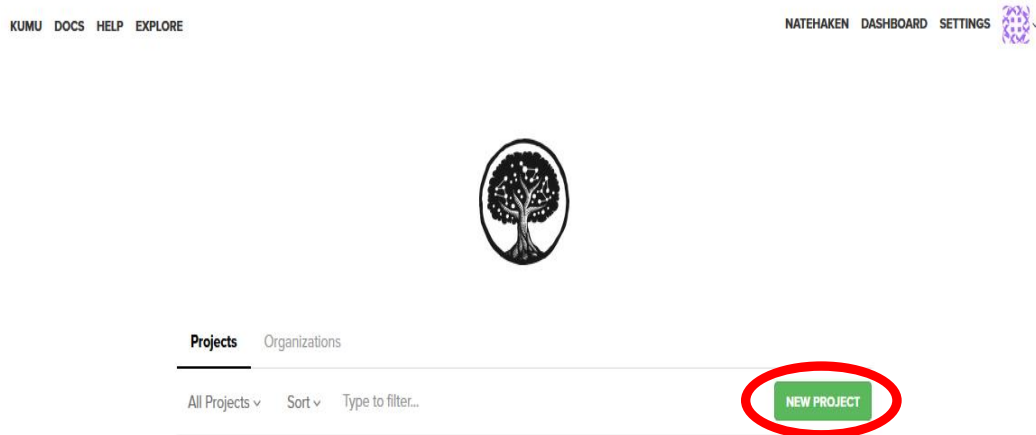 KUMU DOCS HELP EXPLORE
NATEHAKEN DASHBOARD SETTINGS
Projects Organizations
All Projects Sort Type to filter...
NEW PROJECT